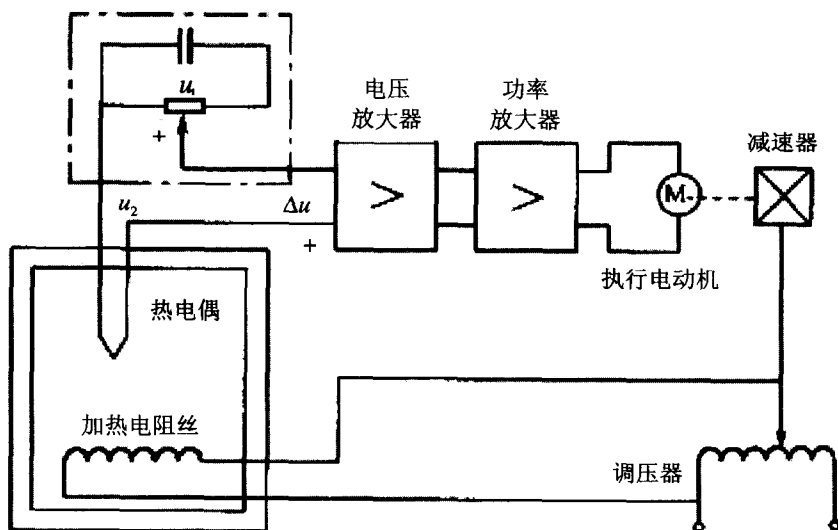 u₁
+
电压
放大器
功率
放大器
减速器
>
>
M
u₂
Δu
+
执行电动机
热电偶
加热电阻丝
调压器